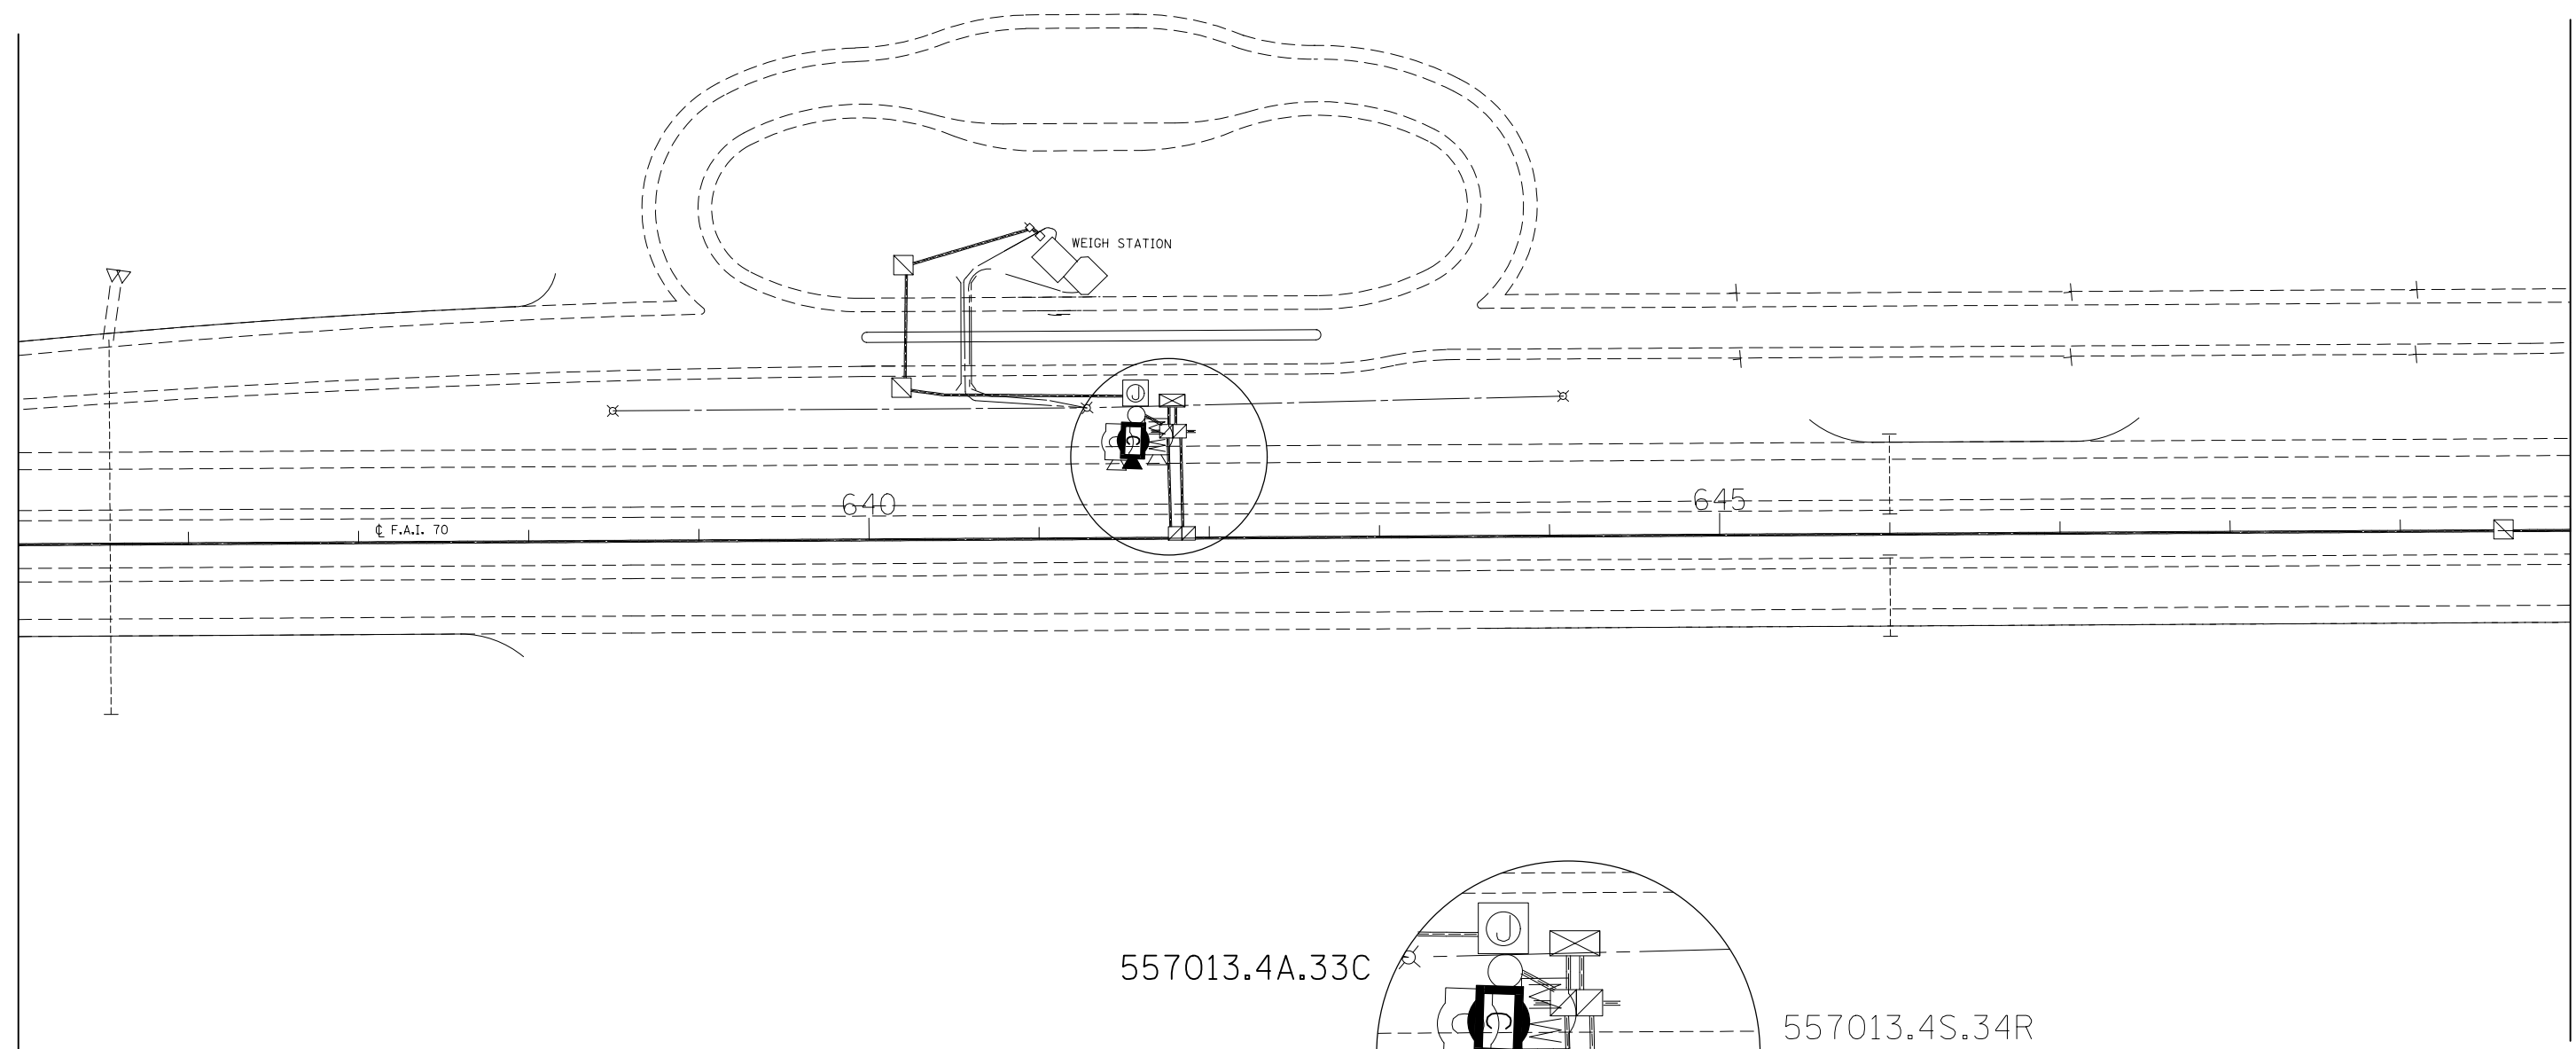 WEIGH STATION
J
C
640
645
℄ F.A.I. 70
J
557013.4A.33C
C
557013.4S.34R